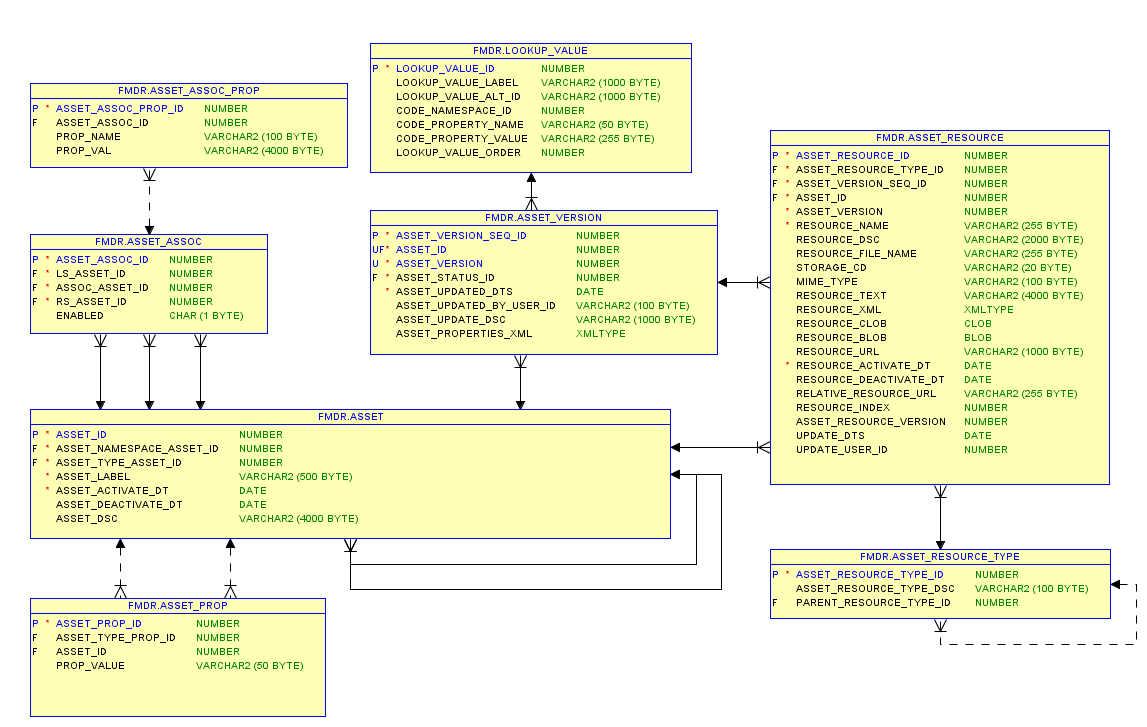 FMDR.LOOKUP_VALUE
P * LOOKUP_VALUE_ID NUMBER
LOOKUP_VALUE_LABEL VARCHAR2 (1000 BYTE)
LOOKUP_VALUE_ALT_ID VARCHAR2 (1000 BYTE)
CODE_NAMESPACE_ID NUMBER
CODE_PROPERTY_NAME VARCHAR2 (50 BYTE)
CODE_PROPERTY_VALUE VARCHAR2 (255 BYTE)
LOOKUP_VALUE_ORDER NUMBER
FMDR.ASSET_ASSOC_PROP
P * ASSET_ASSOC_PROP_ID NUMBER
F ASSET_ASSOC_ID NUMBER
PROP_NAME VARCHAR2 (100 BYTE)
PROP_VAL VARCHAR2 (4000 BYTE)
FMDR.ASSET_RESOURCE
P * ASSET_RESOURCE_ID NUMBER
F * ASSET_RESOURCE_TYPE_ID NUMBER
F * ASSET_VERSION_SEQ_ID NUMBER
F * ASSET_ID NUMBER
* ASSET_VERSION NUMBER
* RESOURCE_NAME VARCHAR2 (255 BYTE)
RESOURCE_DSC VARCHAR2 (2000 BYTE)
RESOURCE_FILE_NAME VARCHAR2 (255 BYTE)
STORAGE_CD VARCHAR2 (20 BYTE)
MIME_TYPE VARCHAR2 (100 BYTE)
RESOURCE_TEXT VARCHAR2 (4000 BYTE)
RESOURCE_XML XMLTYPE
RESOURCE_CLOB CLOB
RESOURCE_BLOB BLOB
RESOURCE_URL VARCHAR2 (1000 BYTE)
* RESOURCE_ACTIVATE_DT DATE
RESOURCE_DEACTIVATE_DT DATE
RELATIVE_RESOURCE_URL VARCHAR2 (255 BYTE)
RESOURCE_INDEX NUMBER
ASSET_RESOURCE_VERSION NUMBER
UPDATE_DTS DATE
UPDATE_USER_ID NUMBER
FMDR.ASSET_VERSION
P * ASSET_VERSION_SEQ_ID NUMBER
UF* ASSET_ID NUMBER
U * ASSET_VERSION NUMBER
F * ASSET_STATUS_ID NUMBER
* ASSET_UPDATED_DTS DATE
ASSET_UPDATED_BY_USER_ID VARCHAR2 (100 BYTE)
ASSET_UPDATE_DSC VARCHAR2 (1000 BYTE)
ASSET_PROPERTIES_XML XMLTYPE
FMDR.ASSET_ASSOC
P * ASSET_ASSOC_ID NUMBER
F * LS_ASSET_ID NUMBER
F * ASSOC_ASSET_ID NUMBER
F * RS_ASSET_ID NUMBER
ENABLED CHAR (1 BYTE)
FMDR.ASSET
P * ASSET_ID NUMBER
F * ASSET_NAMESPACE_ASSET_ID NUMBER
F * ASSET_TYPE_ASSET_ID NUMBER
* ASSET_LABEL VARCHAR2 (500 BYTE)
* ASSET_ACTIVATE_DT DATE
ASSET_DEACTIVATE_DT DATE
ASSET_DSC VARCHAR2 (4000 BYTE)
FMDR.ASSET_RESOURCE_TYPE
P * ASSET_RESOURCE_TYPE_ID NUMBER
ASSET_RESOURCE_TYPE_DSC VARCHAR2 (100 BYTE)
F PARENT_RESOURCE_TYPE_ID NUMBER
FMDR.ASSET_PROP
P * ASSET_PROP_ID NUMBER
F ASSET_TYPE_PROP_ID NUMBER
F ASSET_ID NUMBER
PROP_VALUE VARCHAR2 (50 BYTE)